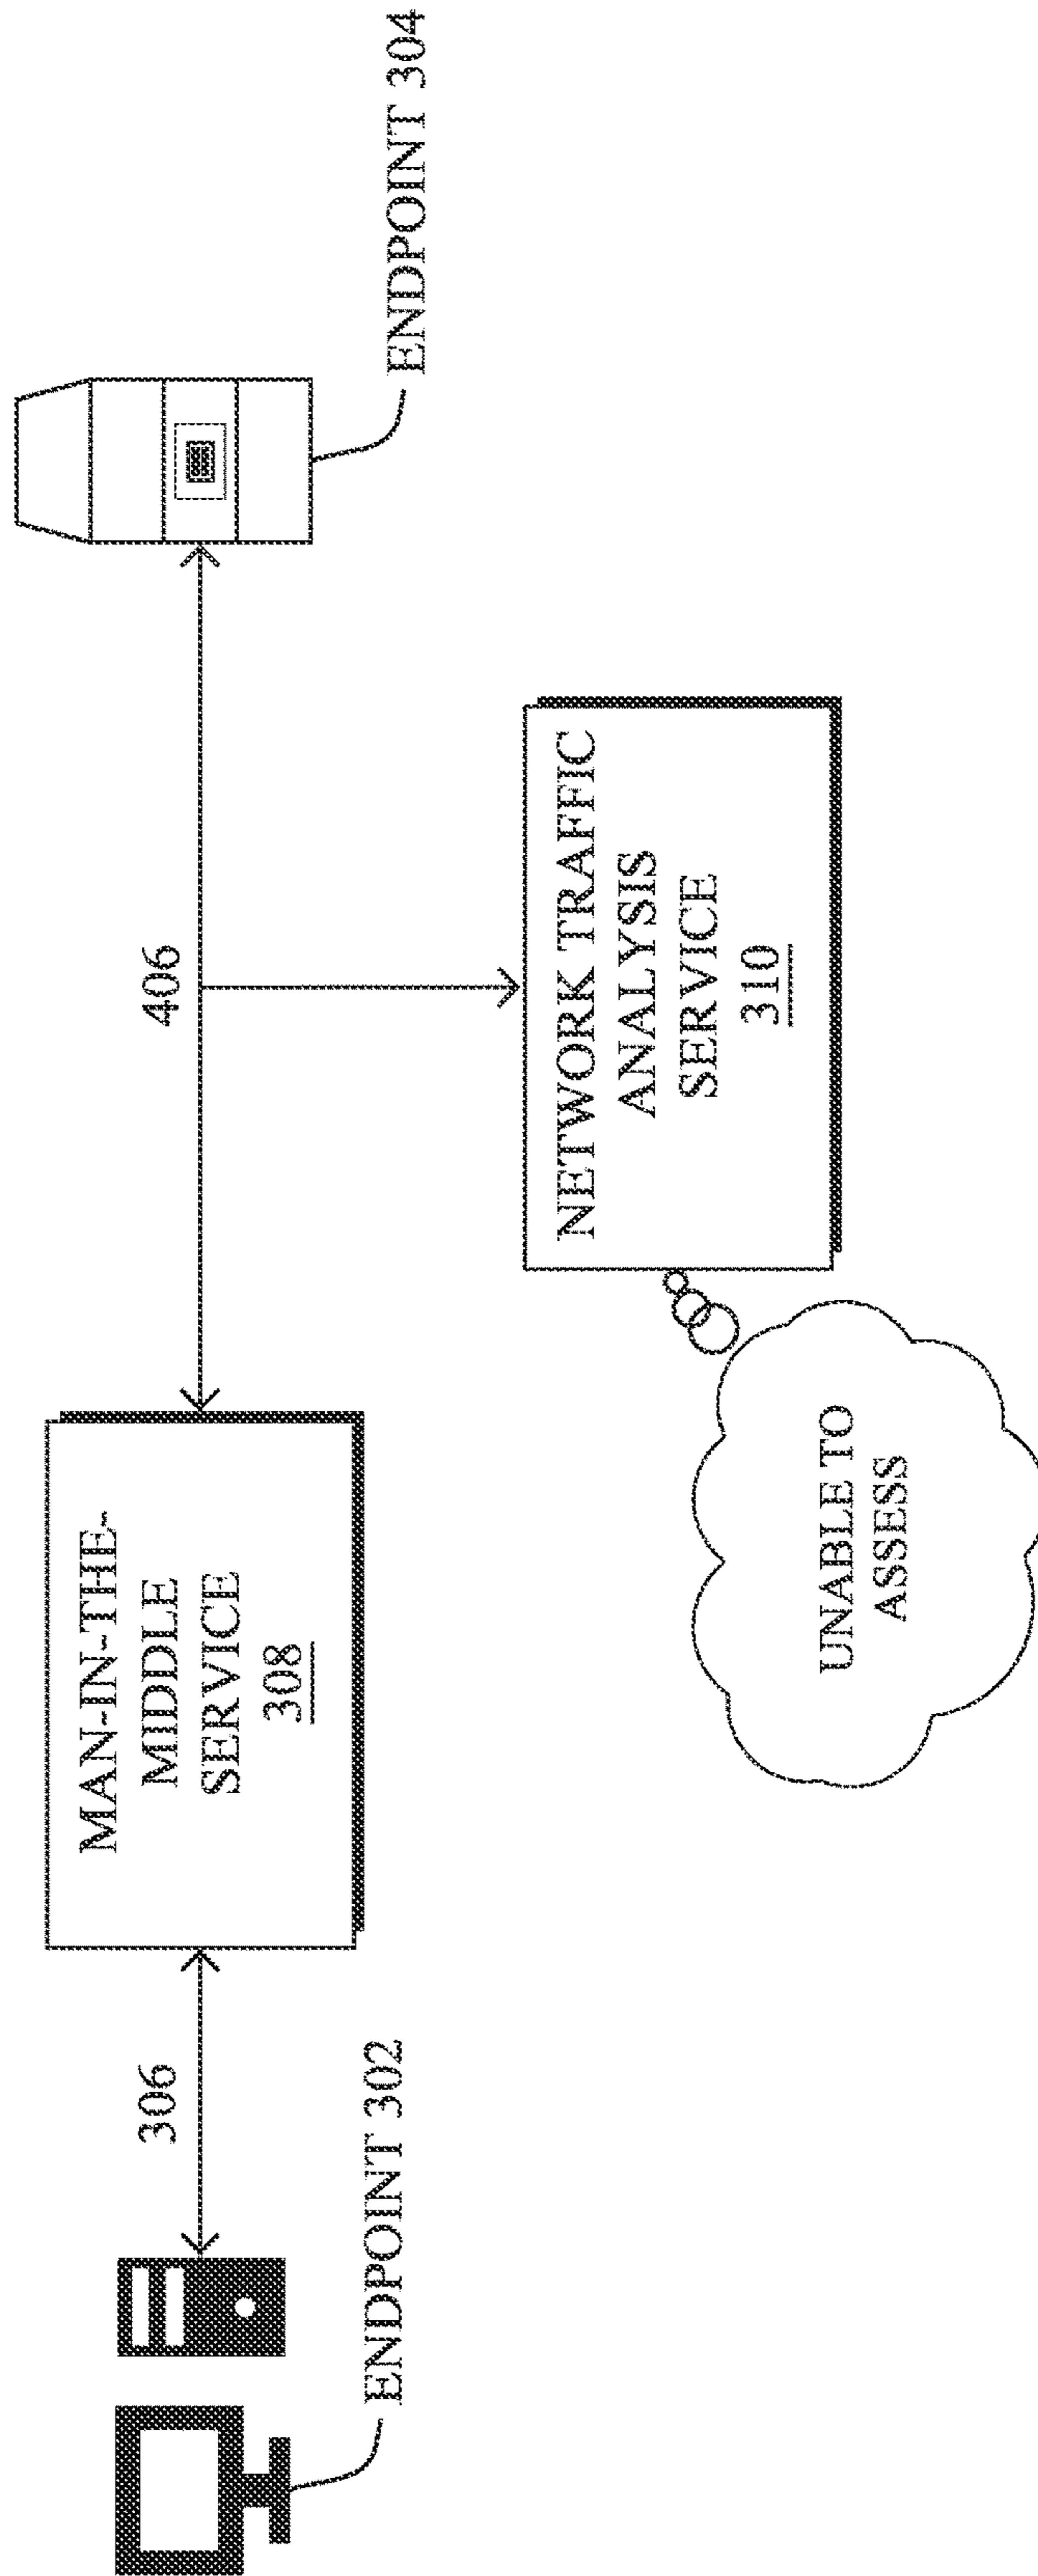 306
ENDPOINT 302
MAN-IN-THE-
MIDDLE
SERVICE
308
406
ENDPOINT 304
NETWORK TRAFFIC
ANALYSIS
SERVICE
310
UNABLE TO
ASSESS